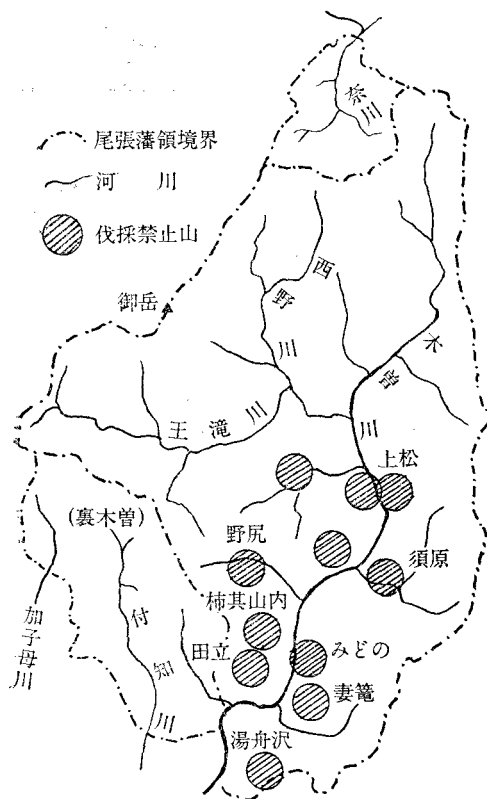 尾張藩領境界
河川
伐採禁止山
奈川
御岳
西野川
木曽川
王滝川
上松
(裏木曽)
野尻
須原
柿其山内
付知川
加子母川
田立
みどの
妻篭
湯舟沢